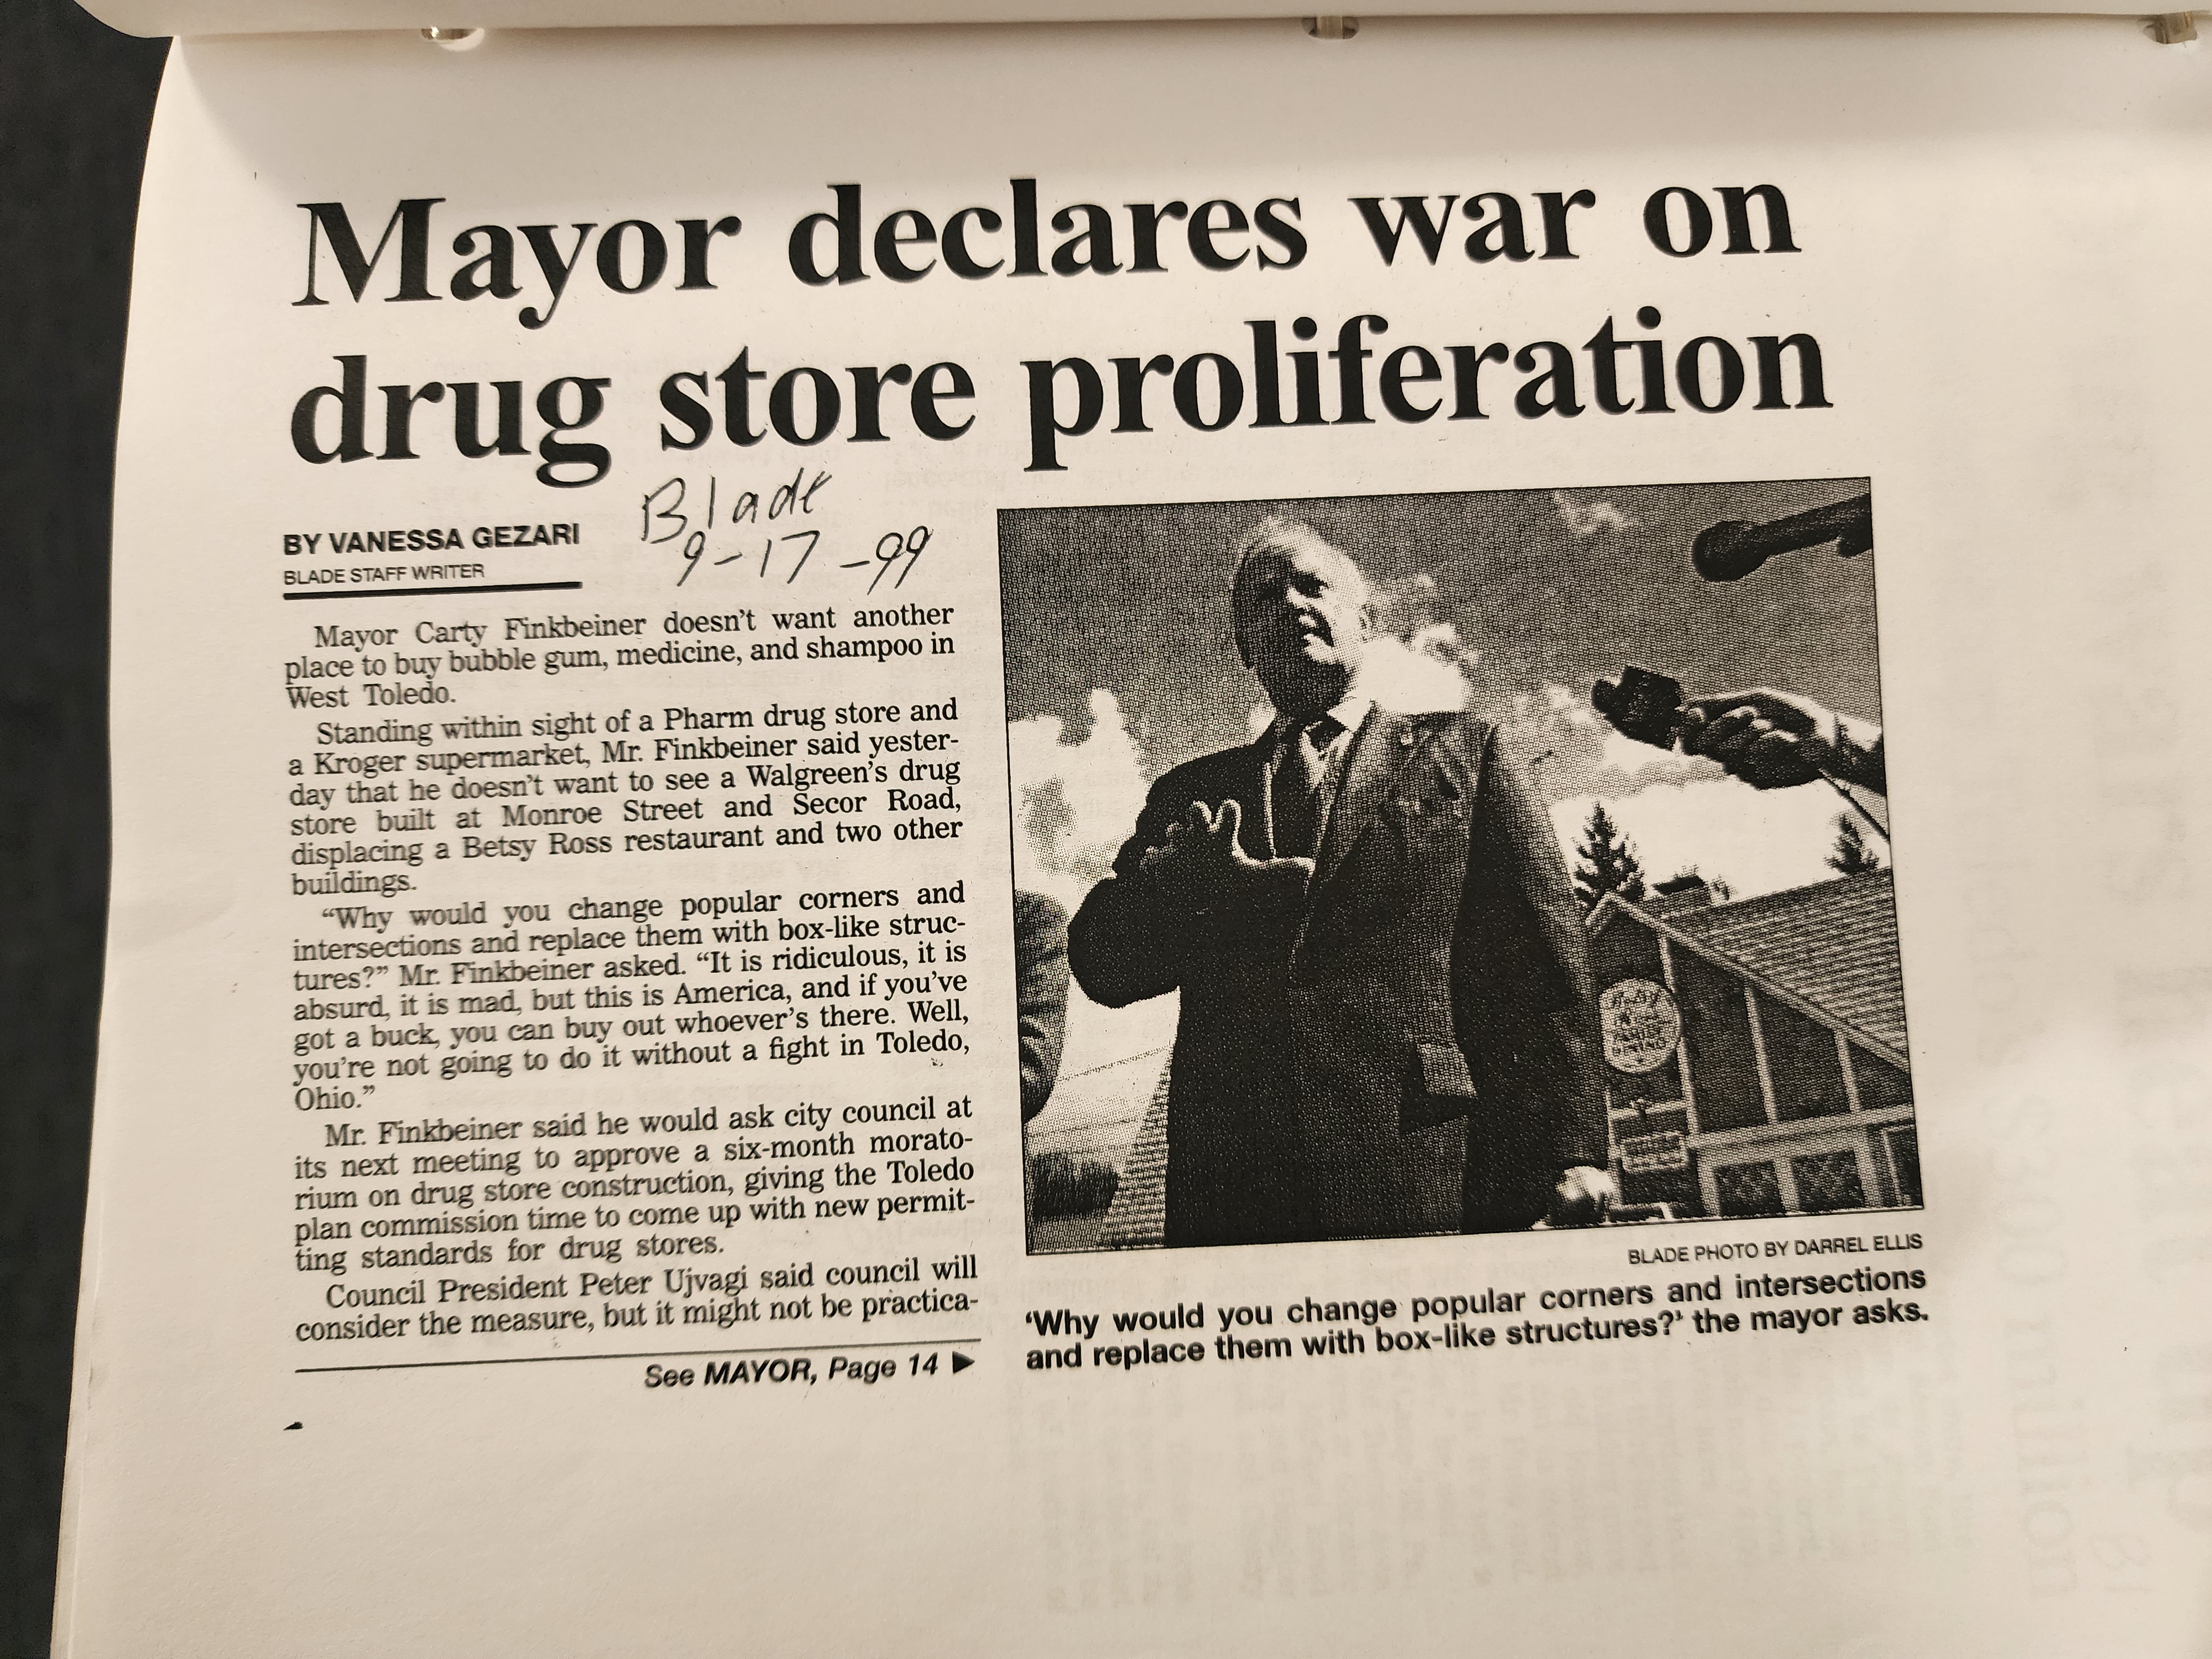 Mayor declares war on
drug store proliferation
Blade
9-17-99
BY VANESSA GEZARI
BLADE STAFF WRITER
Mayor Carty Finkbeiner doesn't want another
place to buy bubble gum, medicine, and shampoo in
West Toledo.
Standing within sight of a Pharm drug store and
a Kroger supermarket, Mr. Finkbeiner said yester-
day that he doesn't want to see a Walgreen's drug
store built at Monroe Street and Secor Road,
displacing a Betsy Ross restaurant and two other
buildings.
“Why would you change popular corners and
intersections and replace them with box-like struc-
tures?” Mr. Finkbeiner asked. “It is ridiculous, it is
absurd, it is mad, but this is America, and if you've
got a buck, you can buy out whoever's there. Well,
you're not going to do it without a fight in Toledo,
Ohio.”
Mr. Finkbeiner said he would ask city council at
its next meeting to approve a six-month morato-
rium on drug store construction, giving the Toledo
plan commission time to come up with new permit-
ting standards for drug stores.
Council President Peter Ujvagi said council will
consider the measure, but it might not be practica-
See MAYOR, Page 14 ▶
BLADE PHOTO BY DARREL ELLIS
‘Why would you change popular corners and intersections
and replace them with box-like structures?’ the mayor asks.